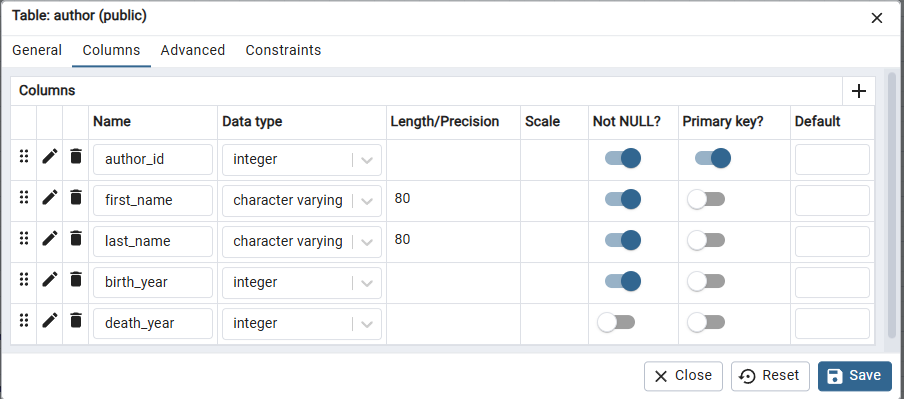 Table: author (public)
General Columns Advanced Constraints
Columns
Name Data type Length/Precision Scale Not NULL? Primary key? Default
author_id integer
first_name character varying 80
last_name character varying 80
birth_year integer
death_year integer
Close Reset Save